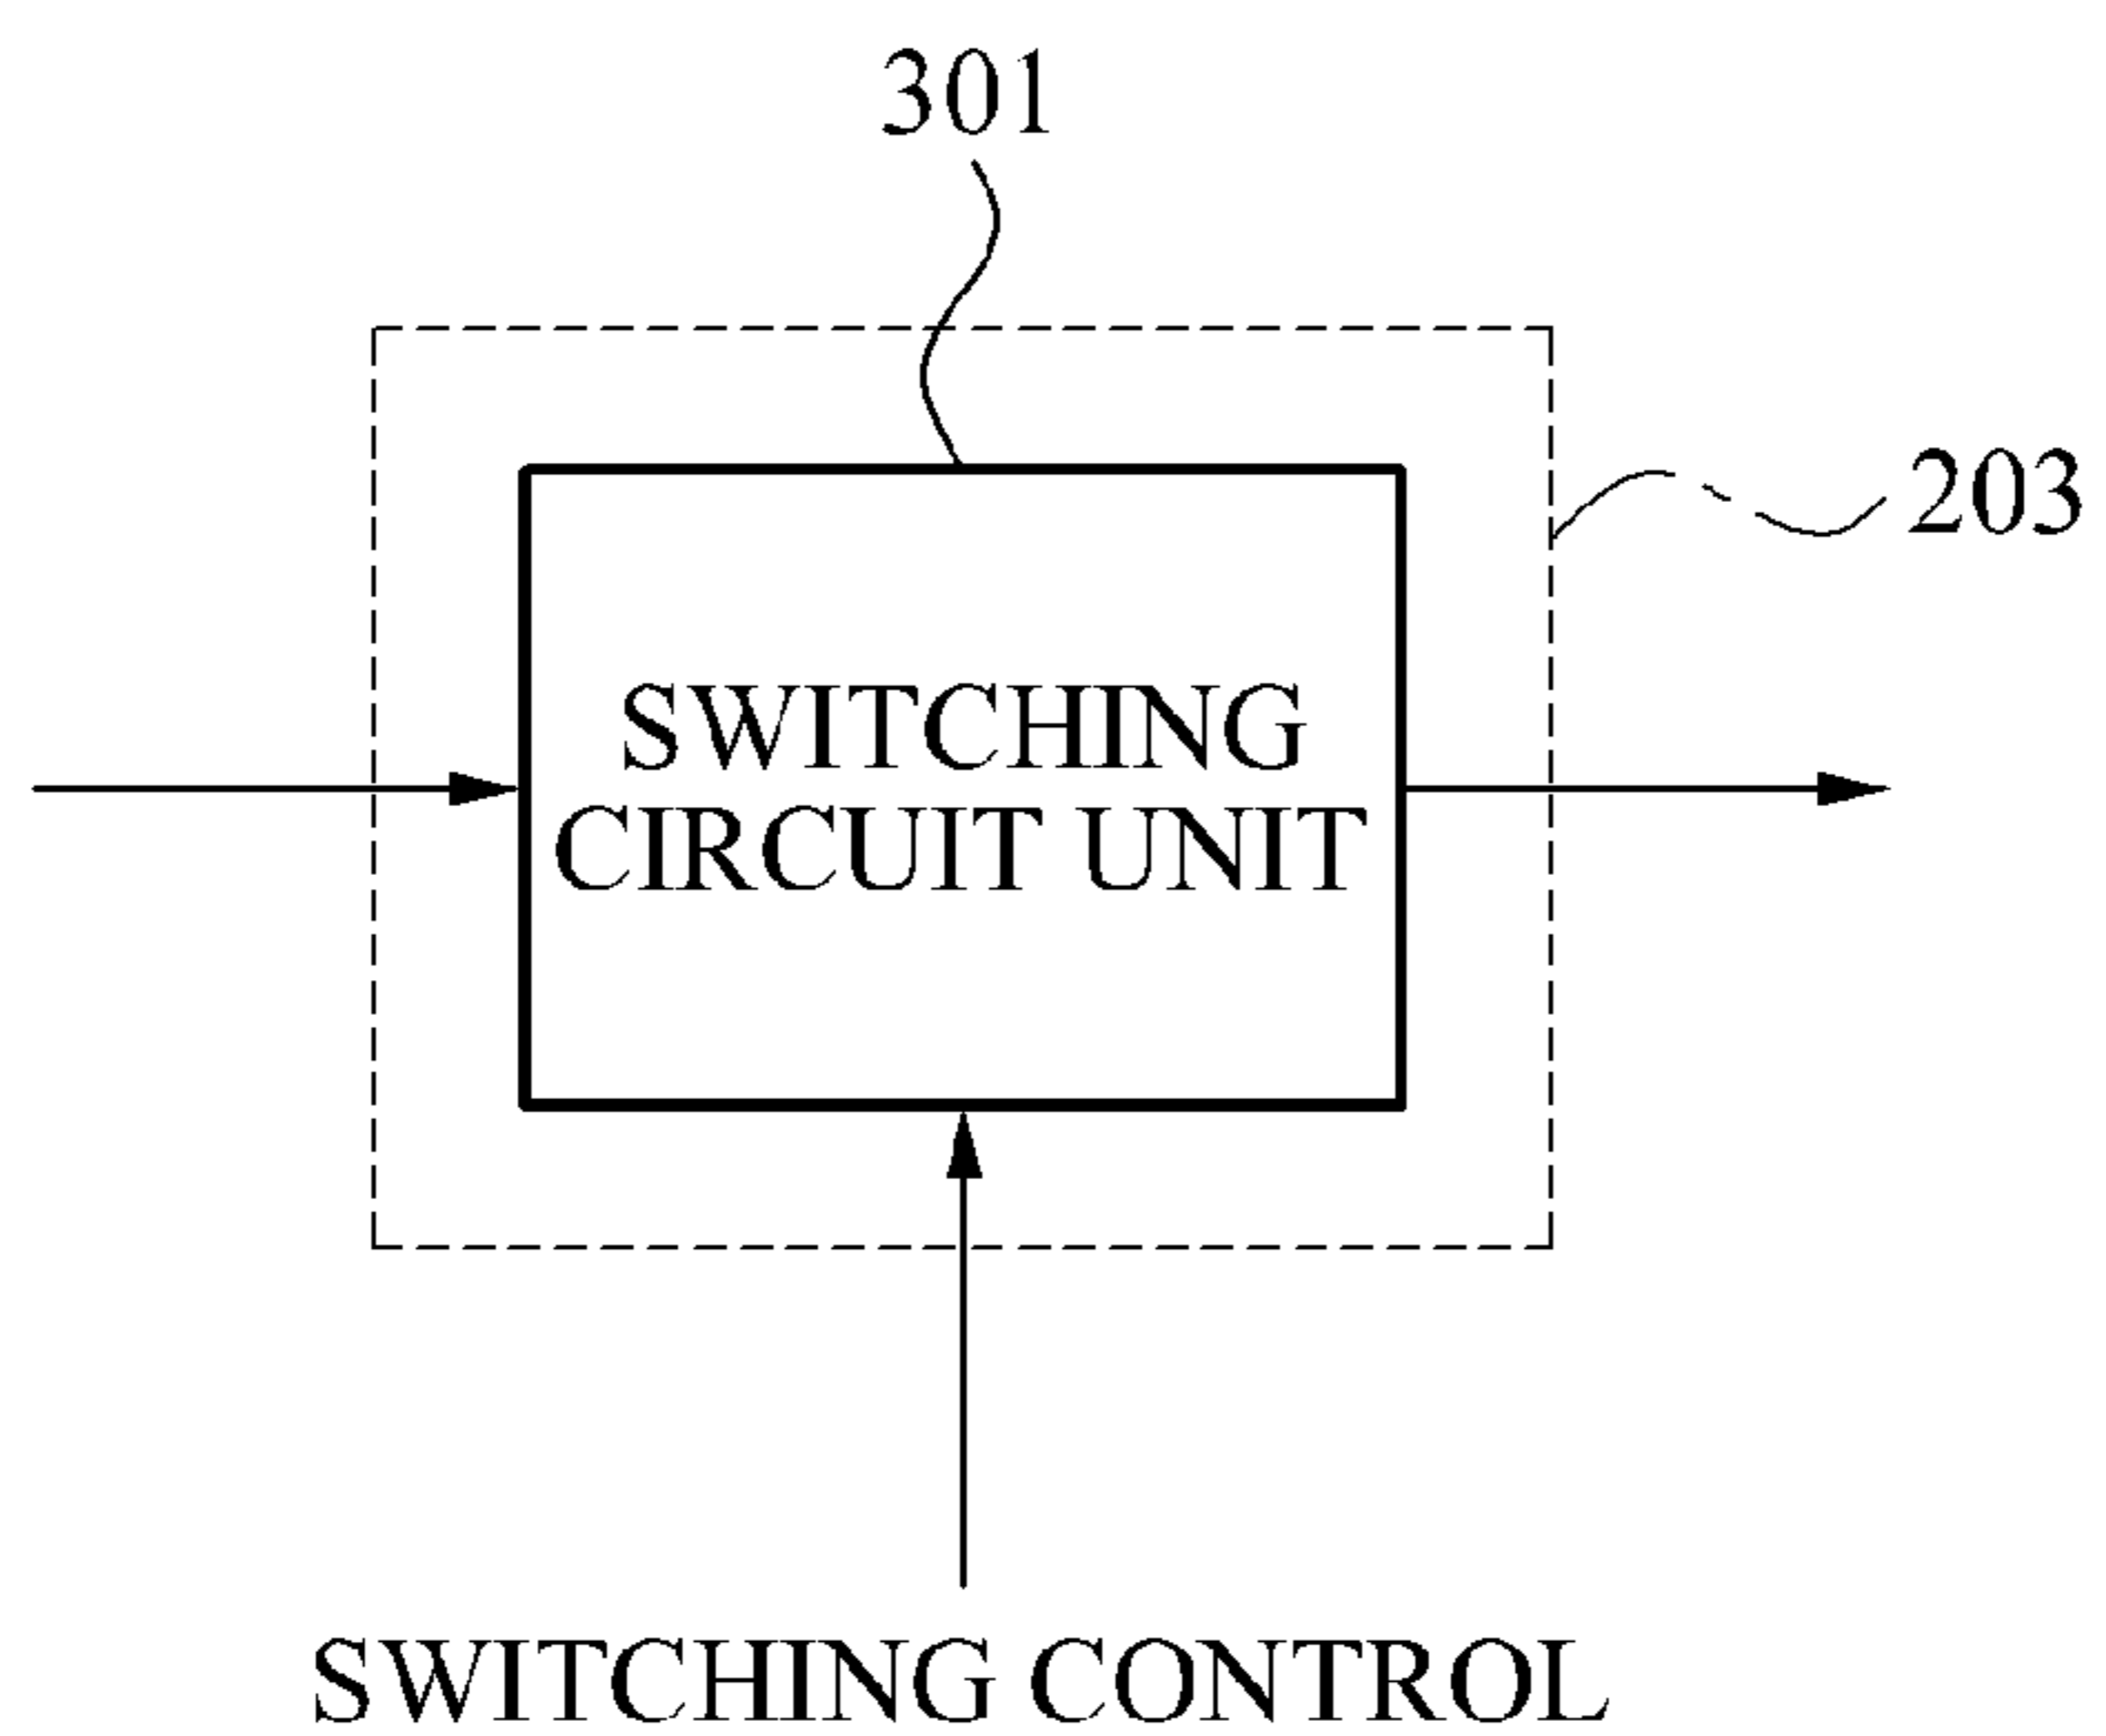 301
203
SWITCHING
CIRCUIT UNIT
SWITCHING CONTROL